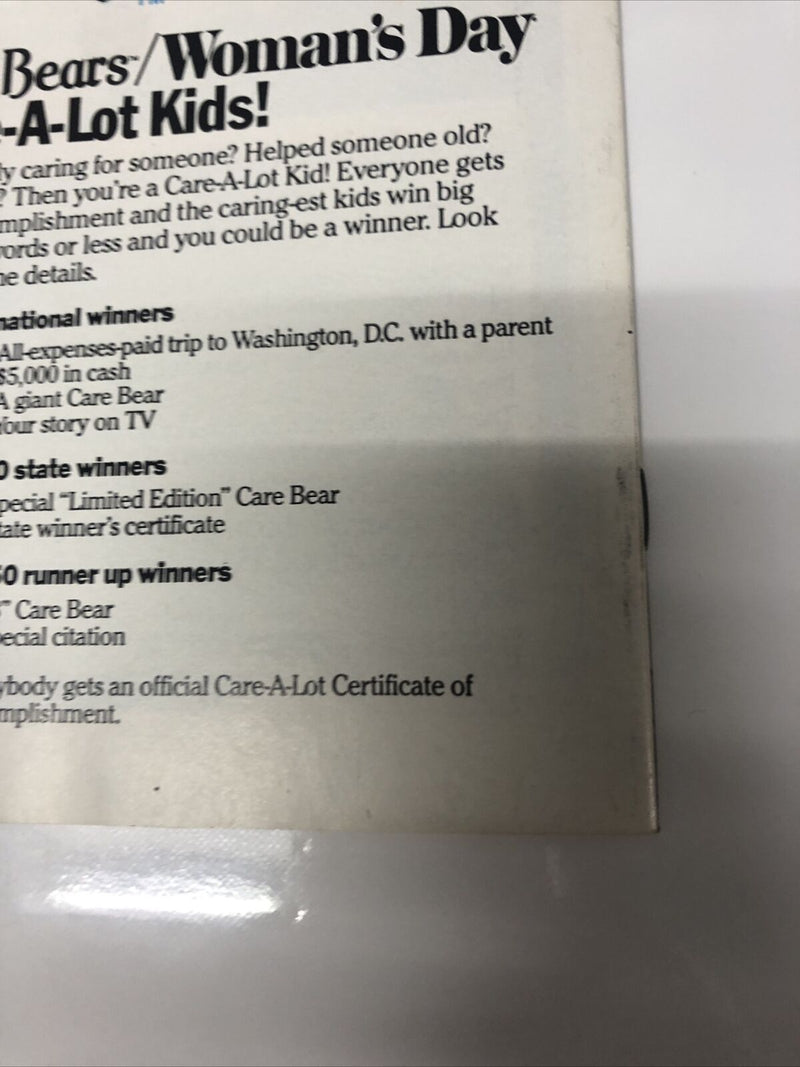 Bears™/Woman's Day
-A-Lot Kids!
y caring for someone? Helped someone old?
? Then you're a Care-A-Lot Kid! Everyone gets
mplishment and the caring-est kids win big
ords or less and you could be a winner. Look
e details.
national winners
All-expenses-paid trip to Washington, D.C. with a parent
$5,000 in cash
A giant Care Bear
Your story on TV
0 state winners
pecial "Limited Edition" Care Bear
tate winner's certificate
0 runner up winners
" Care Bear
ecial citation
ybody gets an official Care-A-Lot Certificate of
mplishment.